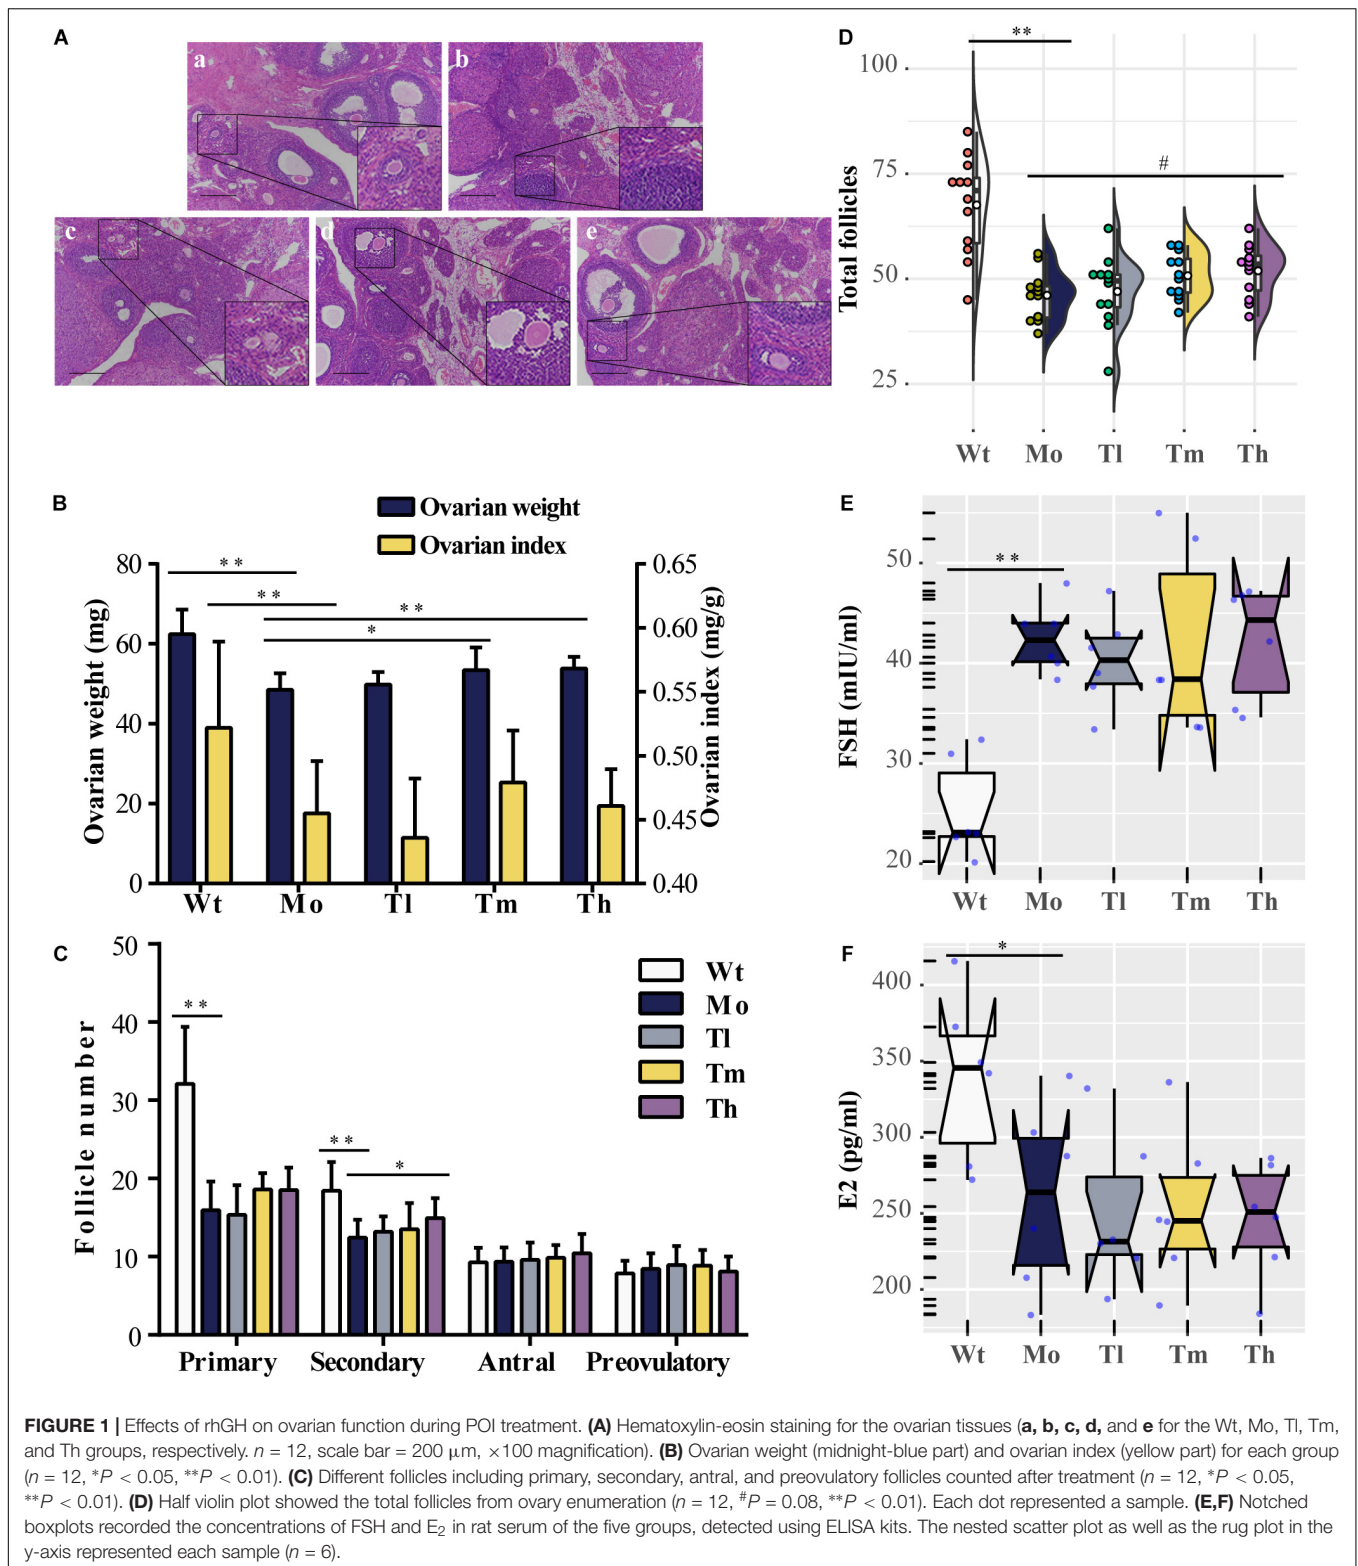 A
a
b
c
d
e
B
Ovarian weight
Ovarian index
80
60
40
20
0
Ovarian weight (mg)
**
**
**
*
0.65
0.60
0.55
0.50
0.45
0.40
Ovarian index (mg/g)
Wt Mo Tl Tm Th
C
50
40
30
20
10
0
Follicle number
**
**
*
Wt
Mo
Tl
Tm
Th
Primary Secondary Antral Preovulatory
D
100
75
50
25
Total follicles
**
#
Wt Mo Tl Tm Th
E
50
40
30
20
FSH (mIU/ml)
**
Wt Mo Tl Tm Th
F
400
350
300
250
200
E2 (pg/ml)
*
Wt Mo Tl Tm Th
FIGURE 1 | Effects of rhGH on ovarian function during POI treatment. (A) Hematoxylin-eosin staining for the ovarian tissues (a, b, c, d, and e for the Wt, Mo, Tl, Tm,
and Th groups, respectively. n = 12, scale bar = 200 μm, ×100 magnification). (B) Ovarian weight (midnight-blue part) and ovarian index (yellow part) for each group
(n = 12, *P < 0.05, **P < 0.01). (C) Different follicles including primary, secondary, antral, and preovulatory follicles counted after treatment (n = 12, *P < 0.05,
**P < 0.01). (D) Half violin plot showed the total follicles from ovary enumeration (n = 12, #P = 0.08, **P < 0.01). Each dot represented a sample. (E,F) Notched
boxplots recorded the concentrations of FSH and E2 in rat serum of the five groups, detected using ELISA kits. The nested scatter plot as well as the rug plot in the
y-axis represented each sample (n = 6).